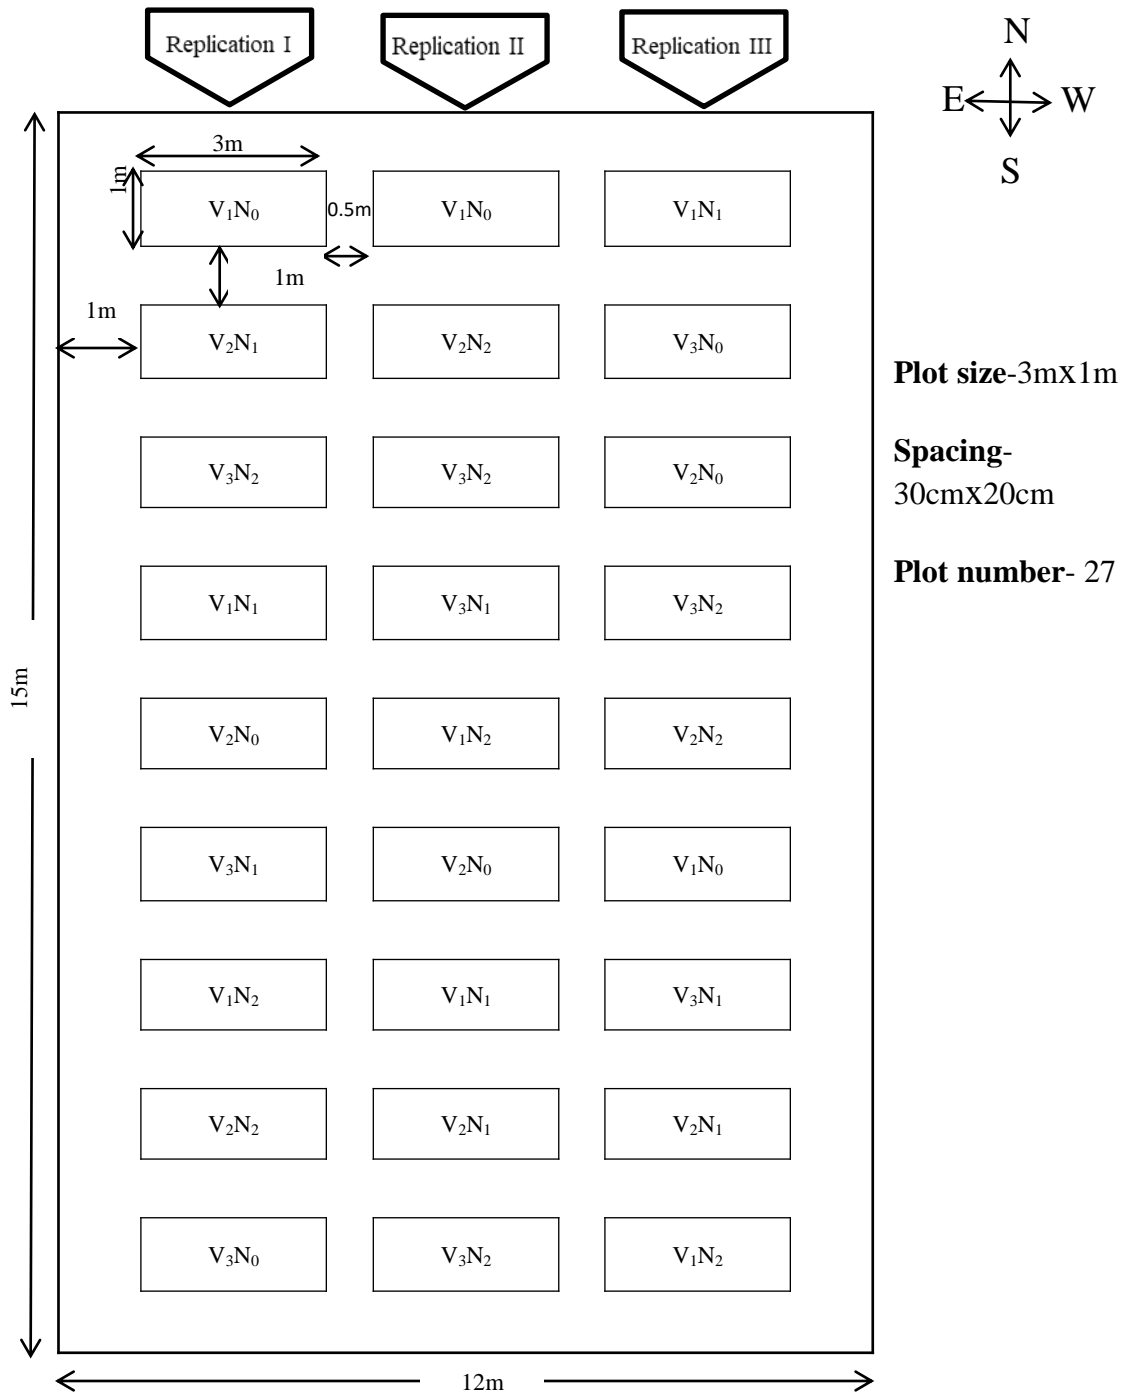 Replication I
Replication II
Replication III
N
E W
S
3m
1m
V₁N₀ 0.5m V₁N₀ V₁N₁
1m
1m
V₂N₁ V₂N₂ V₃N₀
Plot size-3mx1m
V₃N₂ V₃N₂ V₂N₀
Spacing-
30cmx20cm
Plot number- 27
V₁N₁ V₃N₁ V₃N₂
15m
V₂N₀ V₁N₂ V₂N₂
V₃N₁ V₂N₀ V₁N₀
V₁N₂ V₁N₁ V₃N₁
V₂N₂ V₂N₁ V₂N₁
V₃N₀ V₃N₂ V₁N₂
12m